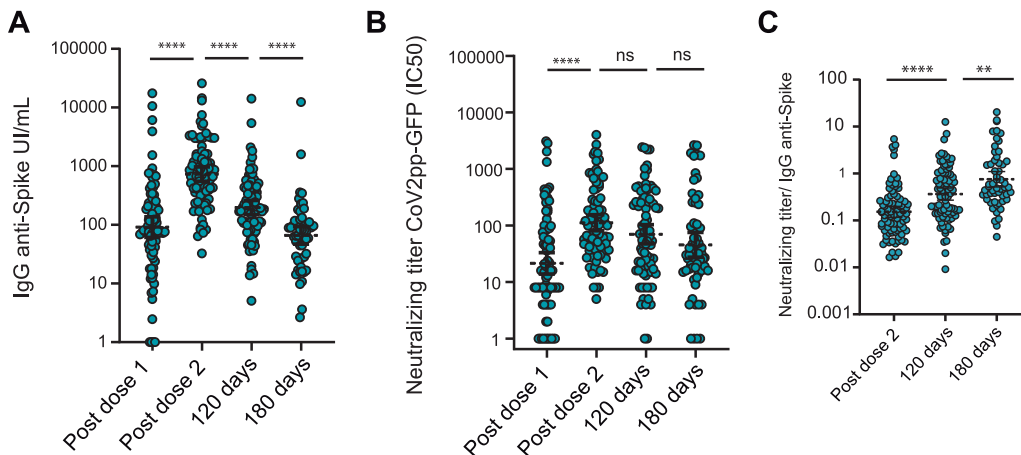 A
IgG anti-Spike UI/mL
100000
10000
1000
100
10
1
**** **** ****
Post dose 1
Post dose 2
120 days
180 days
B
Neutralizing titer CoV2pp-GFP (IC50)
100000
10000
1000
100
10
1
**** ns ns
Post dose 1
Post dose 2
120 days
180 days
C
Neutralizing titer/ IgG anti-Spike
100
10
1
0.1
0.01
0.001
**** **
Post dose 2
120 days
180 days